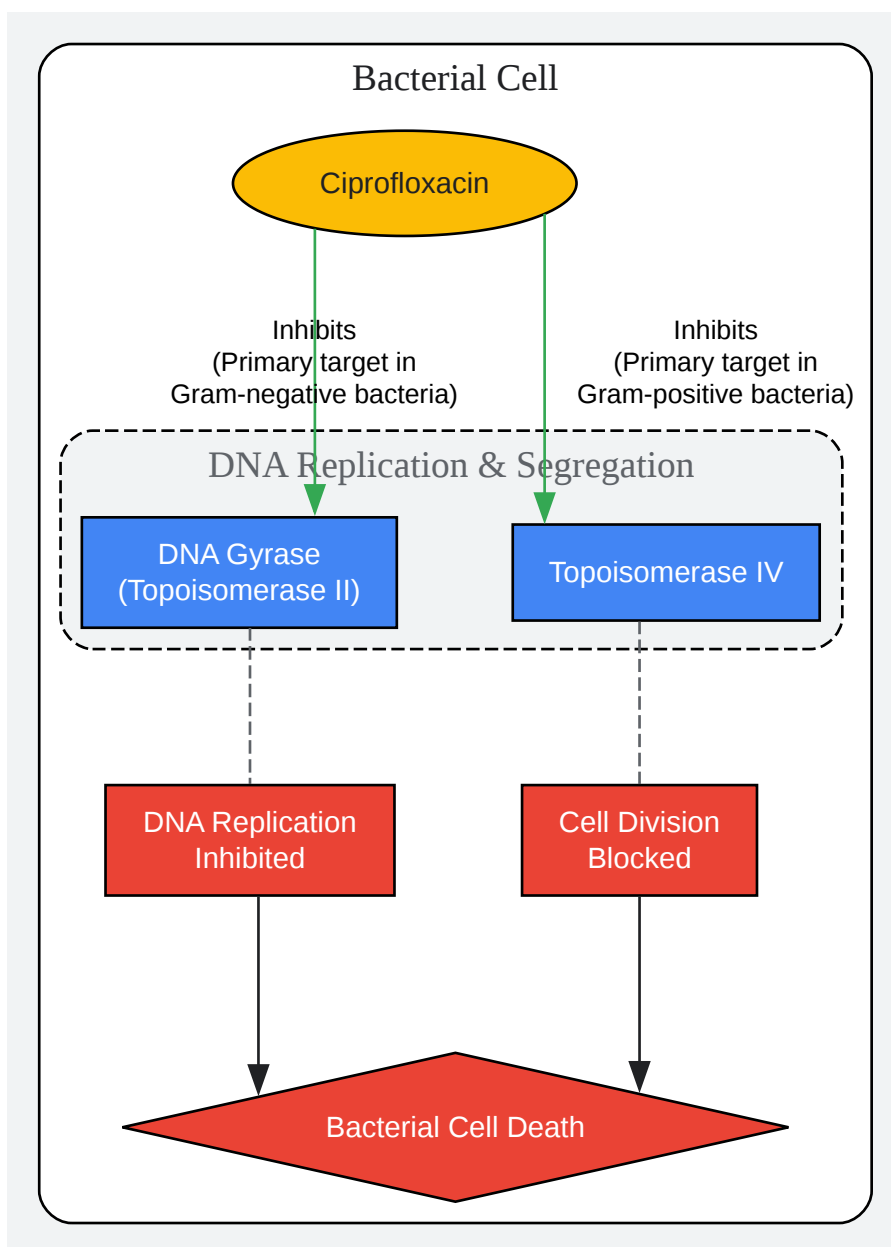 Bacterial Cell
Ciprofloxacin
Inhibits
(Primary target in
Gram-negative bacteria)
Inhibits
(Primary target in
Gram-positive bacteria)
DNA Replication & Segregation
DNA Gyrase
(Topoisomerase II)
Topoisomerase IV
DNA Replication
Inhibited
Cell Division
Blocked
Bacterial Cell Death